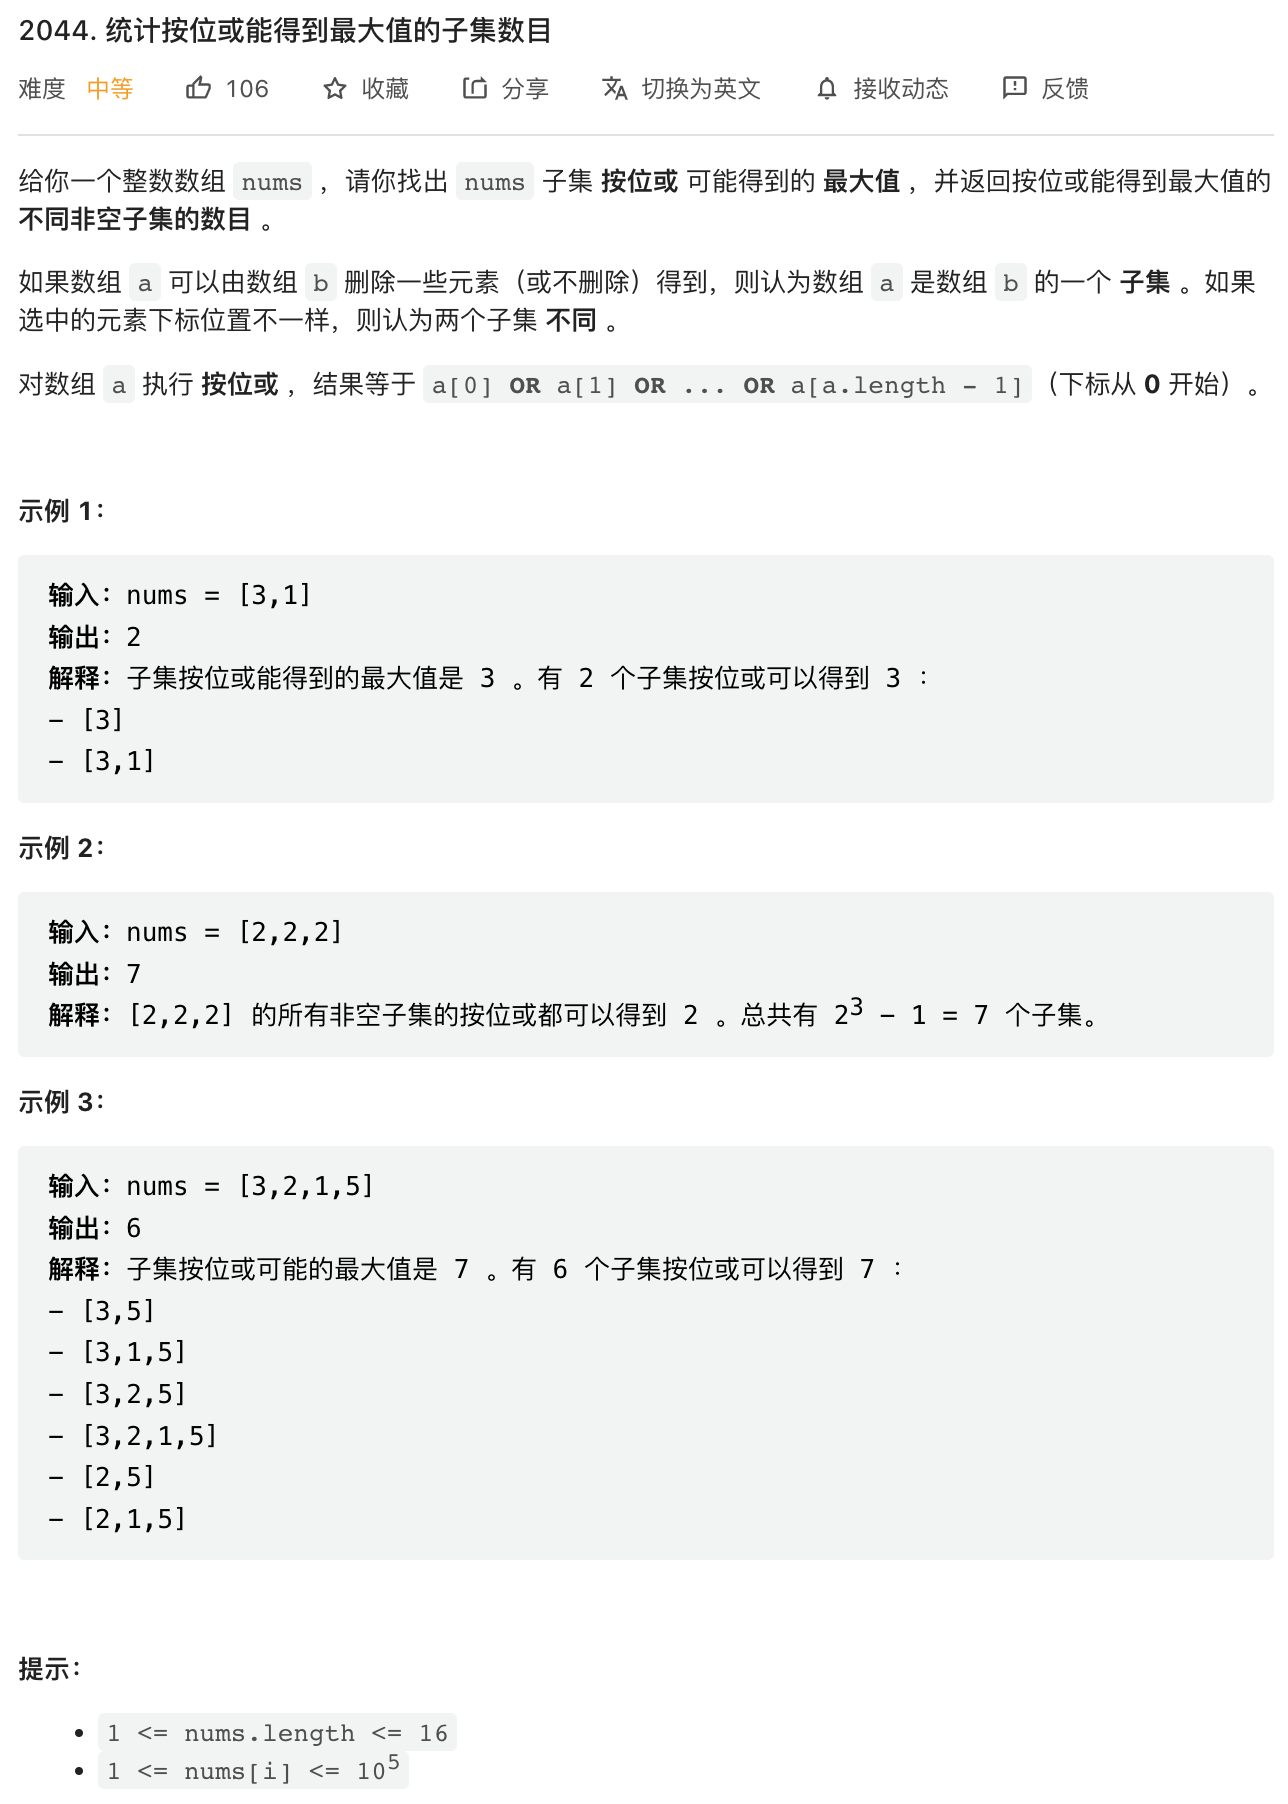 2044. 统计按位或能得到最大值的子集数目
难度 中等 106 收藏 分享 切换为英文 接收动态 反馈
给你一个整数数组 nums ，请你找出 nums 子集 按位或 可能得到的 最大值 ，并返回按位或能得到最大值的
不同非空子集的数目 。
如果数组 a 可以由数组 b 删除一些元素（或不删除）得到，则认为数组 a 是数组 b 的一个 子集 。如果
选中的元素下标位置不一样，则认为两个子集 不同 。
对数组 a 执行 按位或 ，结果等于 a[0] OR a[1] OR ... OR a[a.length - 1]（下标从 0 开始）。
示例 1：
输入：nums = [3,1]
输出：2
解释：子集按位或能得到的最大值是 3 。有 2 个子集按位或可以得到 3 ：
- [3]
- [3,1]
示例 2：
输入：nums = [2,2,2]
输出：7
解释：[2,2,2] 的所有非空子集的按位或都可以得到 2 。总共有 2³ - 1 = 7 个子集。
示例 3：
输入：nums = [3,2,1,5]
输出：6
解释：子集按位或可能的最大值是 7 。有 6 个子集按位或可以得到 7 ：
- [3,5]
- [3,1,5]
- [3,2,5]
- [3,2,1,5]
- [2,5]
- [2,1,5]
提示：
• 1 <= nums.length <= 16
• 1 <= nums[i] <= 10⁵